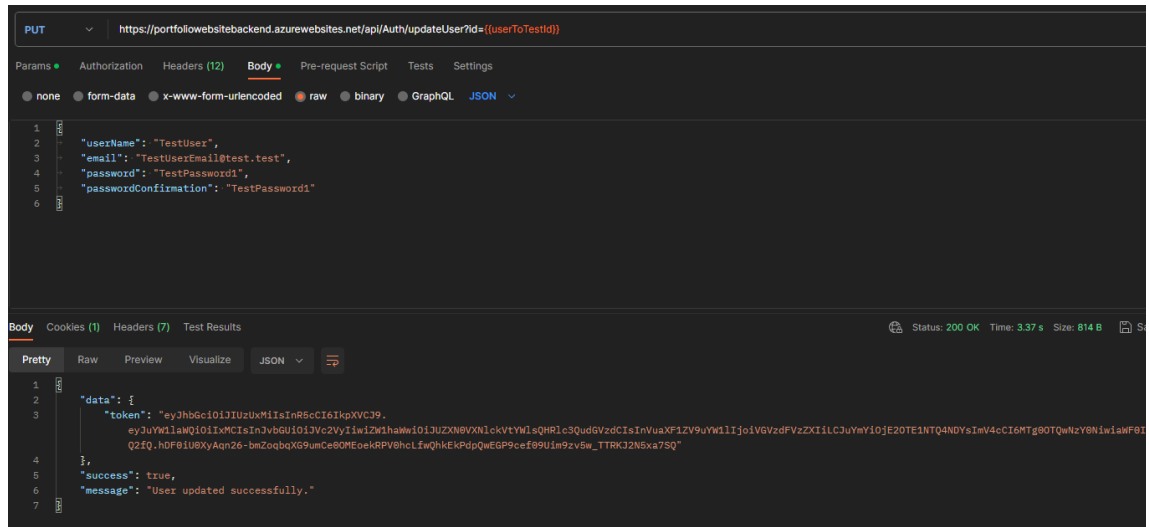 PUT https://portfoliowebsitebackend.azurewebsites.net/api/Auth/updateUser?id={{userToTestId}}
Params Authorization Headers (12) Body Pre-request Script Tests Settings
none form-data x-www-form-urlencoded raw binary GraphQL JSON
1 {
2 "userName": "TestUser",
3 "email": "TestUserEmail@test.test",
4 "password": "TestPassword1",
5 "passwordConfirmation": "TestPassword1"
6 }
Body Cookies (1) Headers (7) Test Results Status: 200 OK Time: 3.37 s Size: 814 B
Pretty Raw Preview Visualize JSON
1 {
2 "data": {
3 "token": "eyJhbGciOiJIUzUxMiIsInR5cCI6IkpXVCJ9.
4 },
5 "success": true,
6 "message": "User updated successfully."
7 }